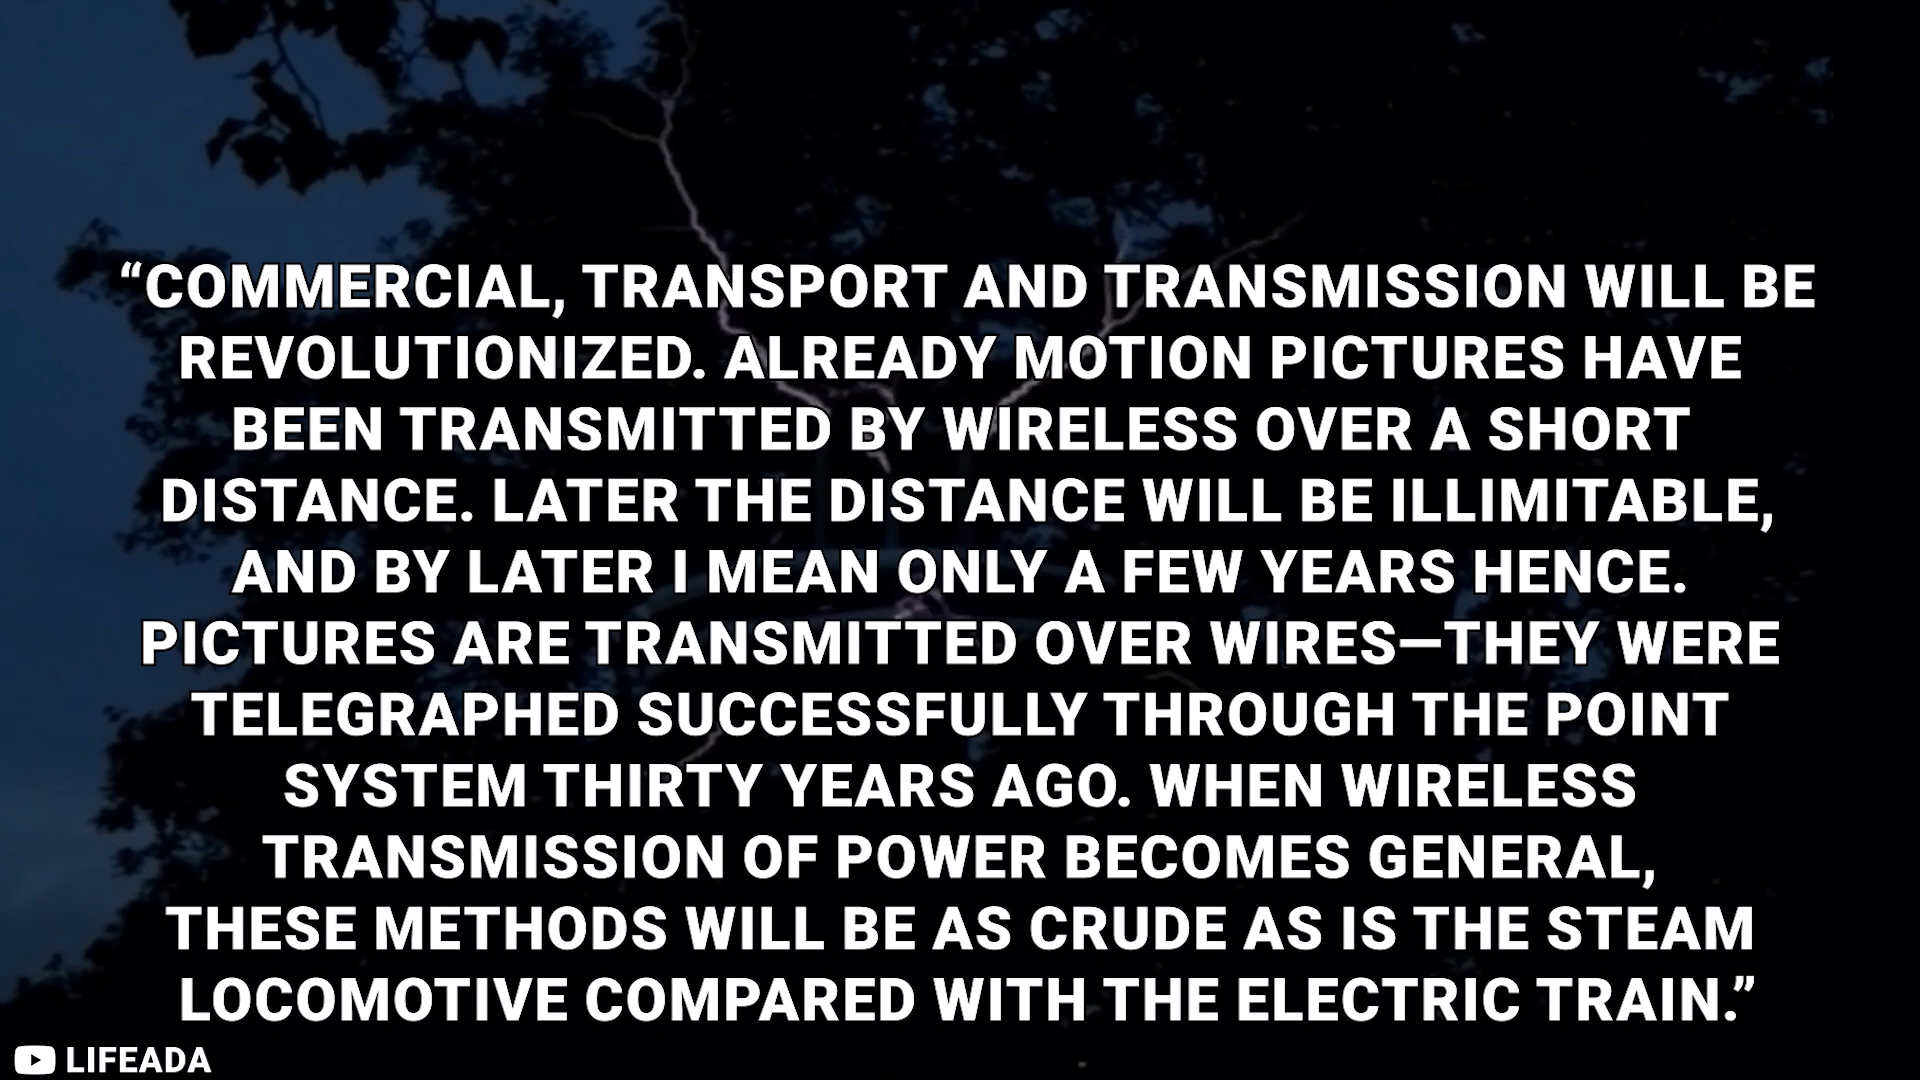 “COMMERCIAL, TRANSPORT AND TRANSMISSION WILL BE
REVOLUTIONIZED. ALREADY MOTION PICTURES HAVE
BEEN TRANSMITTED BY WIRELESS OVER A SHORT
DISTANCE. LATER THE DISTANCE WILL BE ILLIMITABLE,
AND BY LATER I MEAN ONLY A FEW YEARS HENCE.
PICTURES ARE TRANSMITTED OVER WIRES—THEY WERE
TELEGRAPHED SUCCESSFULLY THROUGH THE POINT
SYSTEM THIRTY YEARS AGO. WHEN WIRELESS
TRANSMISSION OF POWER BECOMES GENERAL,
THESE METHODS WILL BE AS CRUDE AS IS THE STEAM
LOCOMOTIVE COMPARED WITH THE ELECTRIC TRAIN.”
LIFEADA